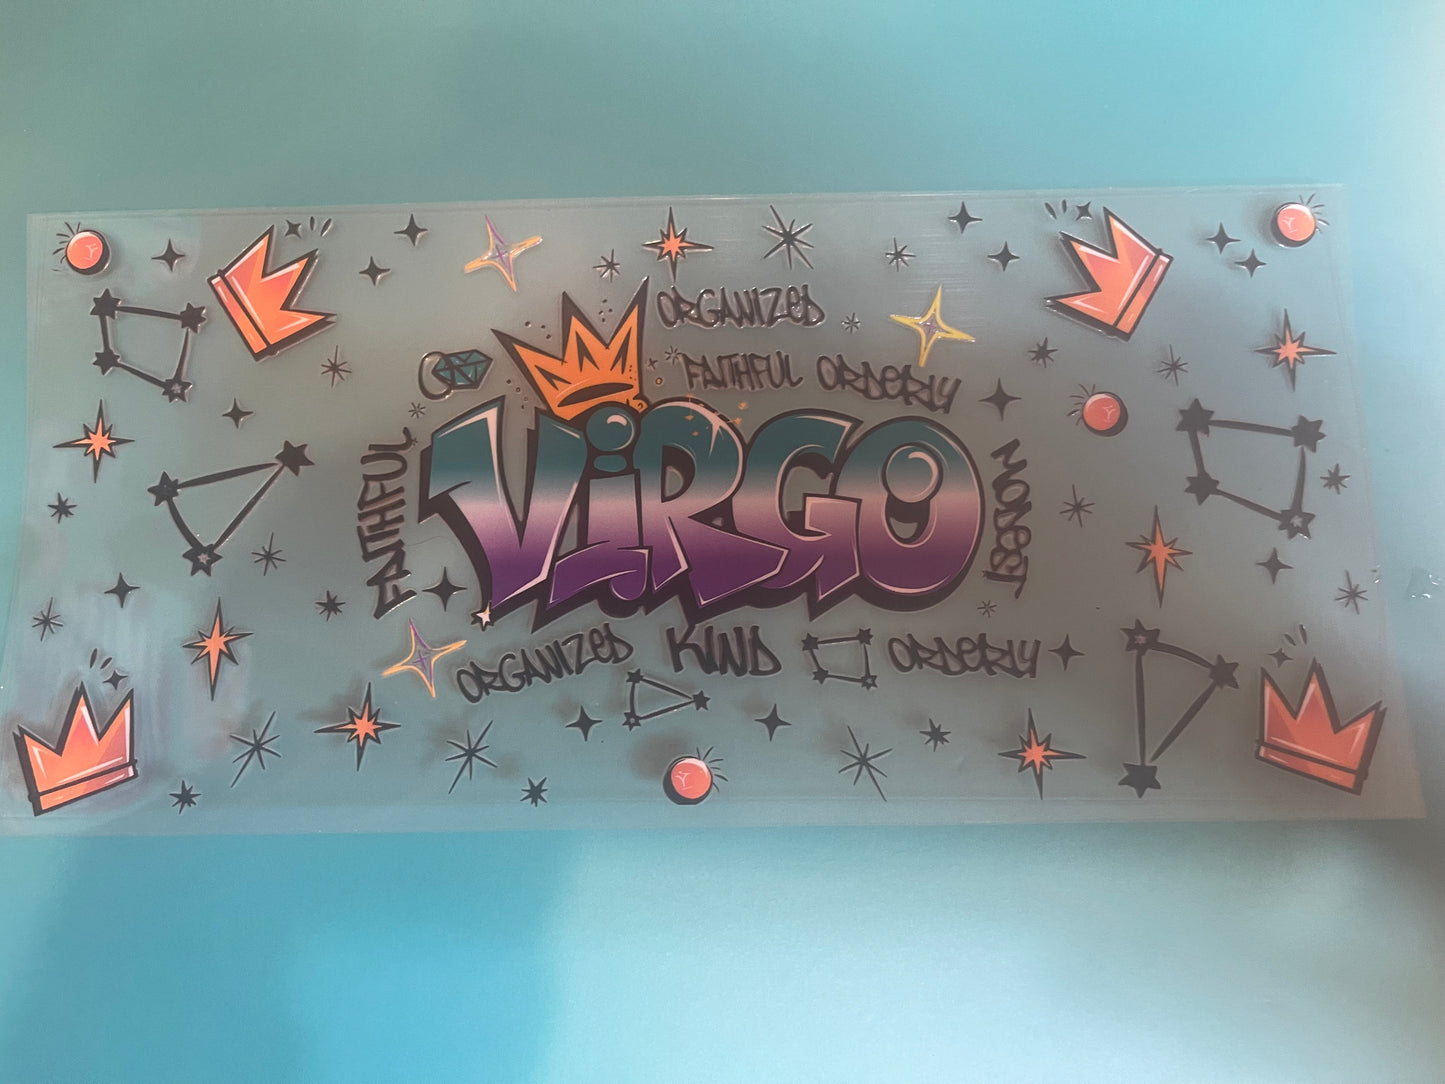 ORGANIZED
FAITHFUL ORDERLY
FAITHFUL
ViRGO
MODEST
ORGANIZED KIND ORDERLY